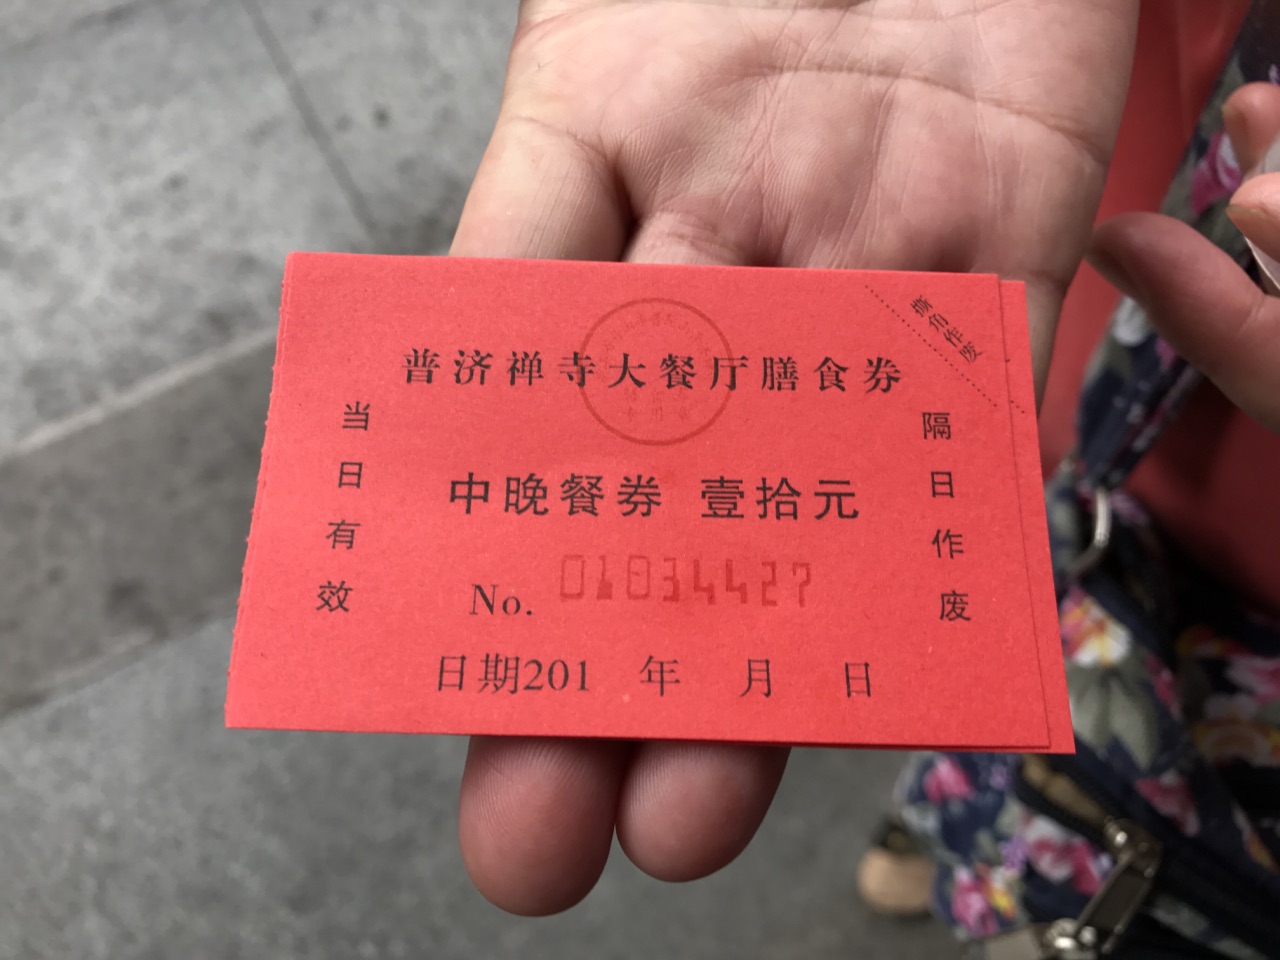 普济禅寺大餐厅膳食券
撕角作废
当日有效
中晚餐券 壹拾元
隔日作废
No. 01034427
日期201 年 月 日